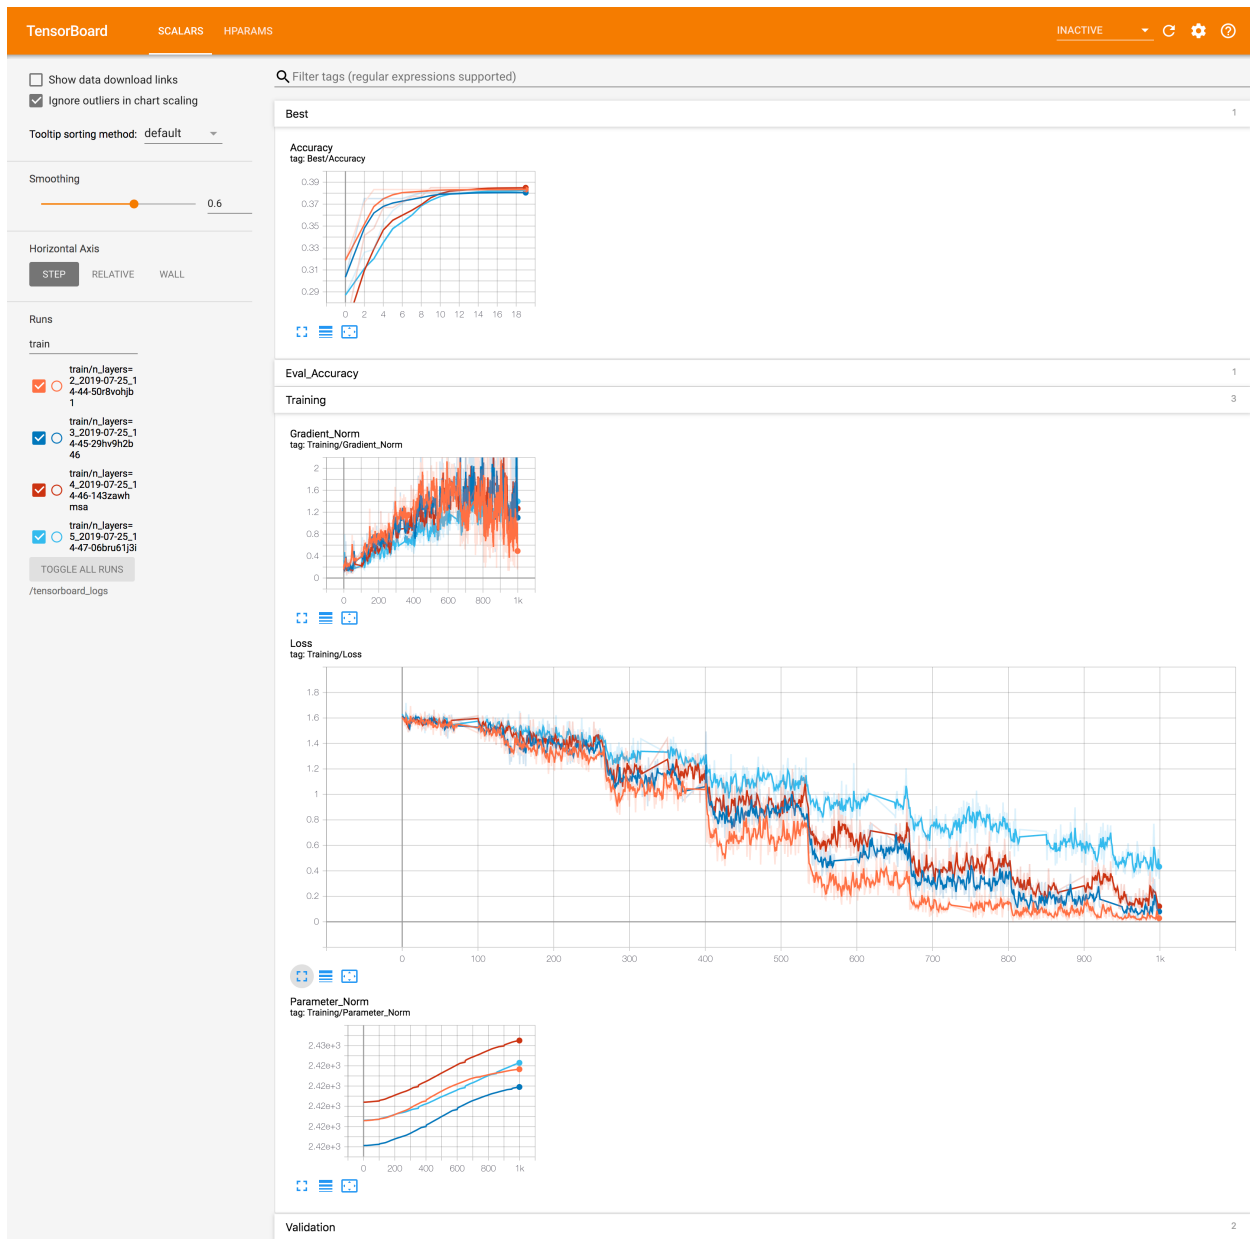 TensorBoard
SCALARS
HPARAMS
INACTIVE
Show data download links
Ignore outliers in chart scaling
Tooltip sorting method: default
Smoothing
0.6
Horizontal Axis
STEP
RELATIVE
WALL
Runs
train
train/n_layers=
2_2019-07-25_1
4-44-50r8vohjb
1
train/n_layers=
3_2019-07-25_1
4-45-29hv9h2b
46
train/n_layers=
4_2019-07-25_1
4-46-143zawh
msa
train/n_layers=
5_2019-07-25_1
4-47-06bru61j3i
TOGGLE ALL RUNS
/tensorboard_logs
Filter tags (regular expressions supported)
Best 1
Accuracy
tag: Best/Accuracy
0.39
0.37
0.35
0.33
0.31
0.29
0 2 4 6 8 10 12 14 16 18
Eval_Accuracy 1
Training 3
Gradient_Norm
tag: Training/Gradient_Norm
2
1.6
1.2
0.8
0.4
0
0 200 400 600 800 1k
Loss
tag: Training/Loss
1.8
1.6
1.4
1.2
1
0.8
0.6
0.4
0.2
0
0 100 200 300 400 500 600 700 800 900 1k
Parameter_Norm
tag: Training/Parameter_Norm
2.43e+3
2.42e+3
2.42e+3
2.42e+3
2.42e+3
2.42e+3
0 200 400 600 800 1k
Validation 2